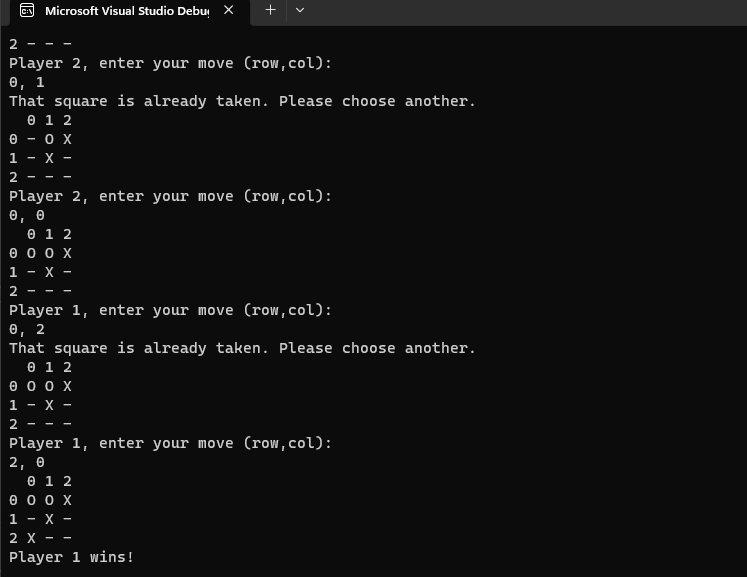 Microsoft Visual Studio Debu
2 - - -
Player 2, enter your move (row,col):
0, 1
That square is already taken. Please choose another.
  0 1 2
0 - O X
1 - X -
2 - - -
Player 2, enter your move (row,col):
0, 0
  0 1 2
0 O O X
1 - X -
2 - - -
Player 1, enter your move (row,col):
0, 2
That square is already taken. Please choose another.
  0 1 2
0 O O X
1 - X -
2 - - -
Player 1, enter your move (row,col):
2, 0
  0 1 2
0 O O X
1 - X -
2 X - -
Player 1 wins!